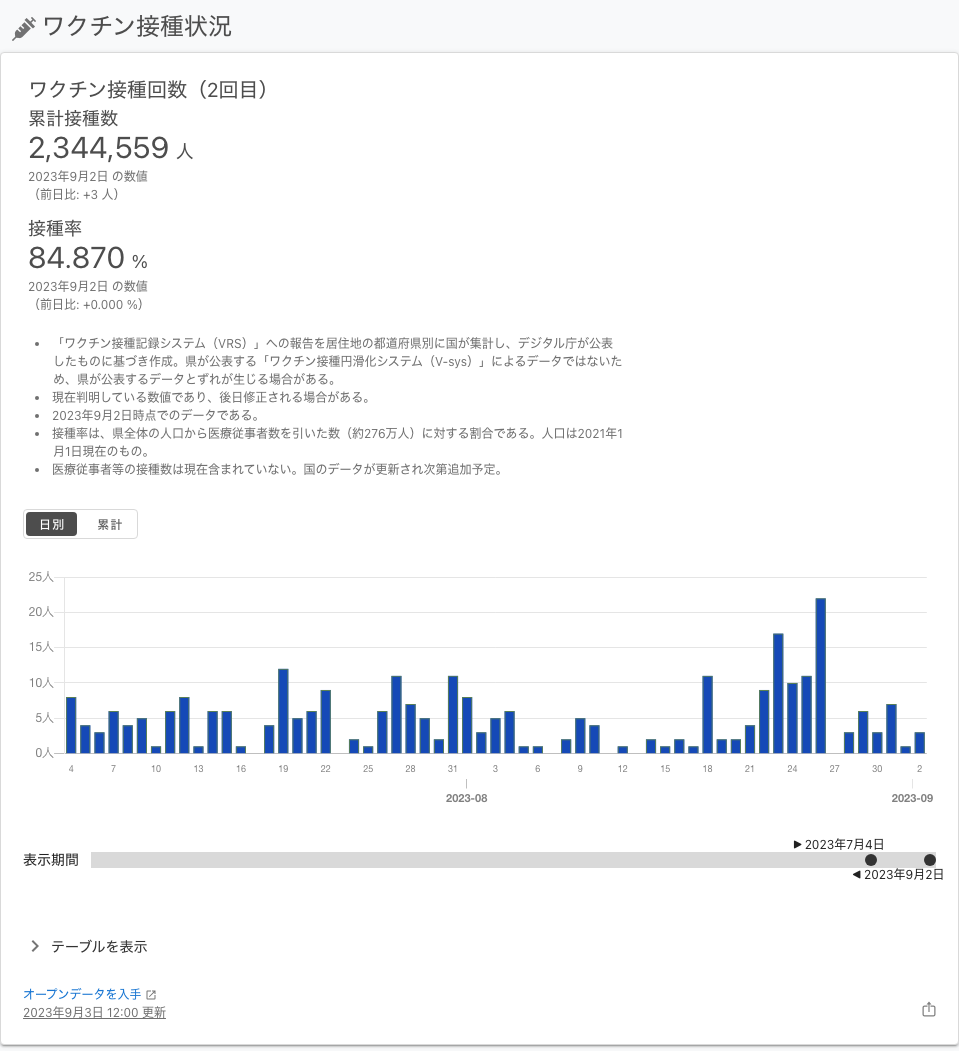 ワクチン接種状況
ワクチン接種回数（2回目）
累計接種数
2,344,559 人
2023年9月2日 の数値
（前日比: +3 人）
接種率
84.870 %
2023年9月2日 の数値
（前日比: +0.000 %）
• 「ワクチン接種記録システム（VRS）」への報告を居住地の都道府県別に国が集計し、デジタル庁が公表
したものに基づき作成。県が公表する「ワクチン接種円滑化システム（V-sys）」によるデータではないた
め、県が公表するデータとずれが生じる場合がある。
• 現在判明している数値であり、後日修正される場合がある。
• 2023年9月2日時点でのデータである。
• 接種率は、県全体の人口から医療従事者数を引いた数（約276万人）に対する割合である。人口は2021年1
月1日現在のもの。
• 医療従事者等の接種数は現在含まれていない。国のデータが更新され次第追加予定。
日別 累計
25人
20人
15人
10人
5人
0人
4 7 10 13 16 19 22 25 28 31 3 6 9 12 15 18 21 24 27 30 2
2023-08 2023-09
▶ 2023年7月4日
表示期間
◀ 2023年9月2日
テーブルを表示
オープンデータを入手
2023年9月3日 12:00 更新